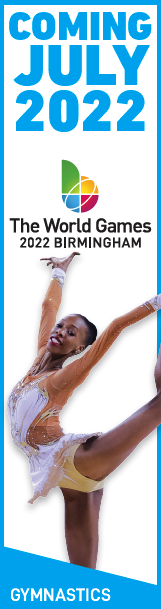 COMING
JULY
2022
The World Games
2022 BIRMINGHAM
GYMNASTICS